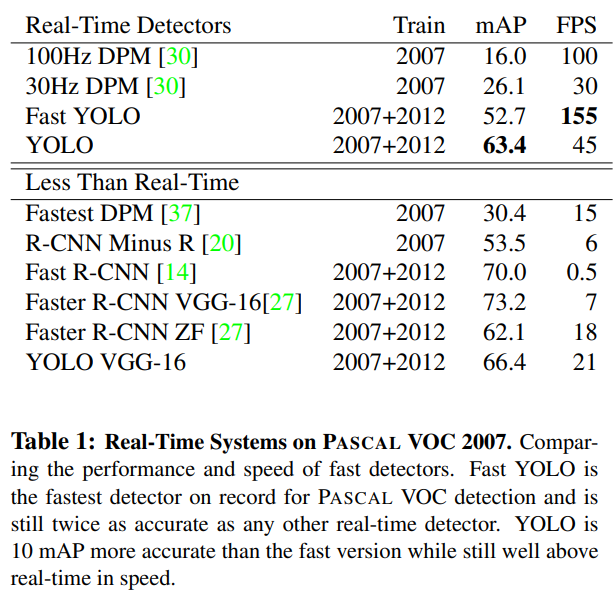 Real-Time Detectors Train mAP FPS
100Hz DPM [30] 2007 16.0 100
30Hz DPM [30] 2007 26.1 30
Fast YOLO 2007+2012 52.7 155
YOLO 2007+2012 63.4 45
Less Than Real-Time
Fastest DPM [37] 2007 30.4 15
R-CNN Minus R [20] 2007 53.5 6
Fast R-CNN [14] 2007+2012 70.0 0.5
Faster R-CNN VGG-16[27] 2007+2012 73.2 7
Faster R-CNN ZF [27] 2007+2012 62.1 18
YOLO VGG-16 2007+2012 66.4 21
Table 1: Real-Time Systems on PASCAL VOC 2007. Compar-
ing the performance and speed of fast detectors. Fast YOLO is
the fastest detector on record for PASCAL VOC detection and is
still twice as accurate as any other real-time detector. YOLO is
10 mAP more accurate than the fast version while still well above
real-time in speed.